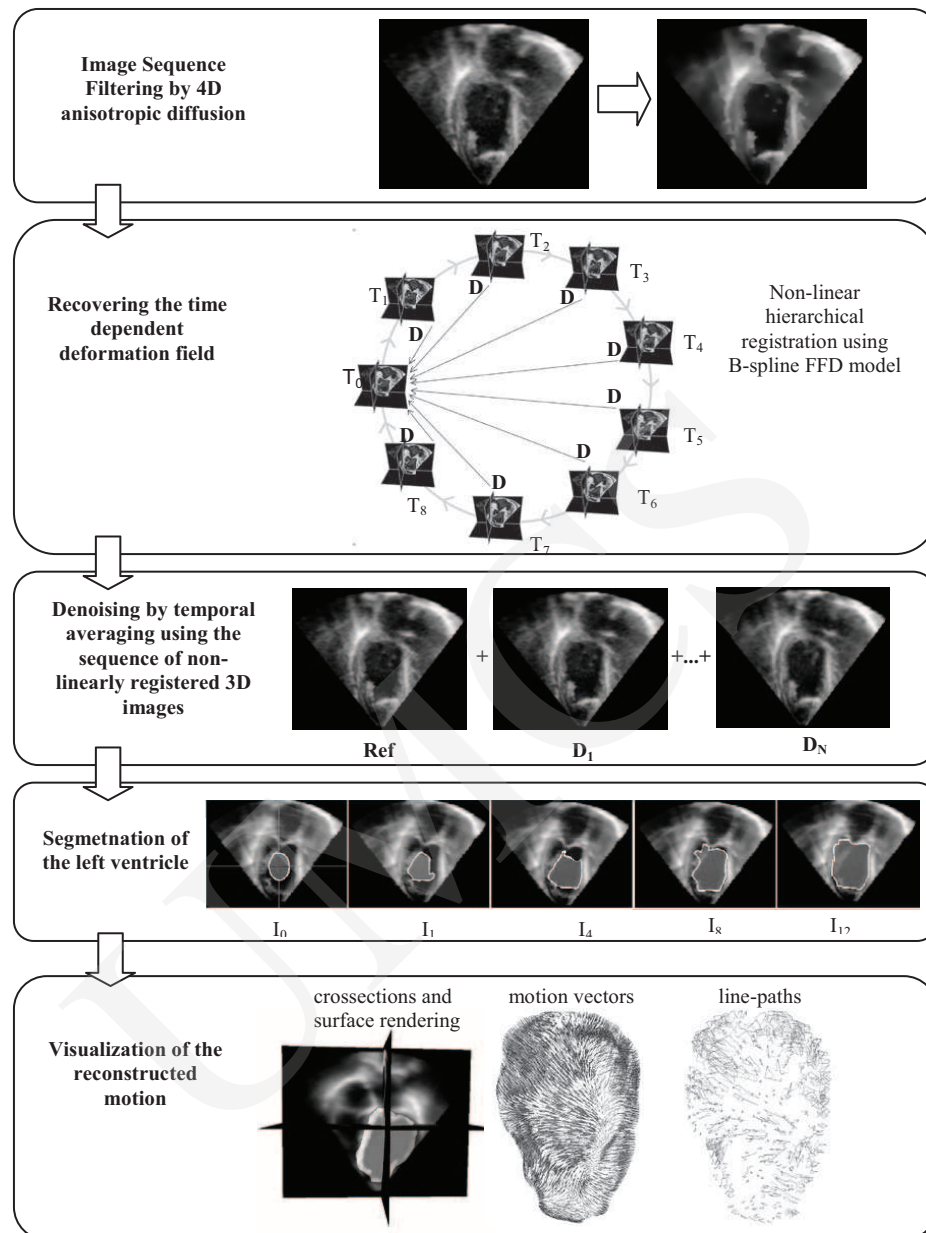 Image Sequence
Filtering by 4D
anisotropic diffusion
Recovering the time
dependent
deformation field
T0
T1
T2
T3
T4
T5
T6
T7
T8
D
D
D
D
D
D
D
D
Non-linear
hierarchical
registration using
B-spline FFD model
Denoising by temporal
averaging using the
sequence of non-
linearly registered 3D
images
+
+...+
Ref
D1
DN
Segmetnation of
the left ventricle
I0
I1
I4
I8
I12
Visualization of the
reconstructed
motion
crossections and
surface rendering
motion vectors
line-paths
UMCS